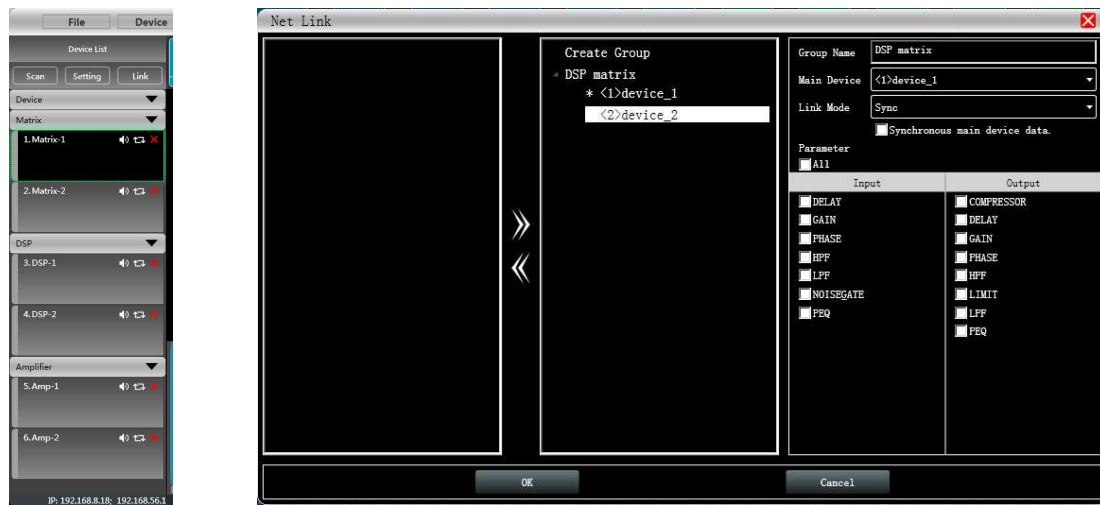 File Device
Device List
Scan Setting Link
Device
Matrix
1.Matrix-1
2.Matrix-2
DSP
3.DSP-1
4.DSP-2
Amplifier
5.Amp-1
6.Amp-2
IP: 192.168.8.18; 192.168.56.1
Net Link
Create Group
DSP matrix
* <1>device_1
<2>device_2
Group Name DSP matrix
Main Device <1>device_1
Link Mode Sync
Synchronous main device data.
Parameter
All
Input Output
DELAY COMPRESSOR
GAIN DELAY
PHASE GAIN
HPF PHASE
LPF HPF
NOISEGATE LIMIT
PEQ LPF
PEQ
OK Cancel